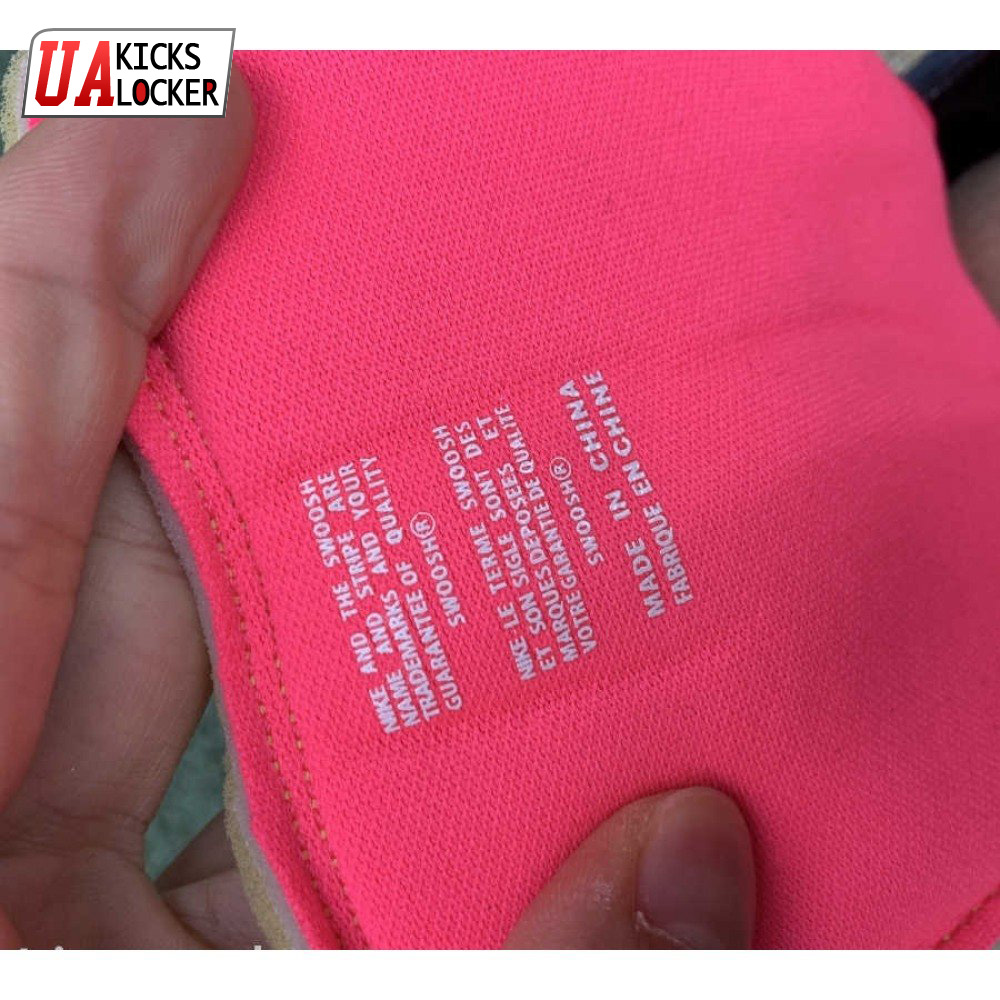 UA KICKS
LOCKER
NIKE AND THE SWOOSH
NAME AND STRIPE ARE
TRADEMARKS AND YOUR
GUARANTEE OF QUALITY
SWOOSH®
NIKE LE TERME SWOOSH
ET SON SIGLE SONT DES
MARQUES DEPOSEES ET
VOTRE GARANTIE DE QUALITE
SWOOSH®
MADE IN CHINA
FABRIQUE EN CHINE